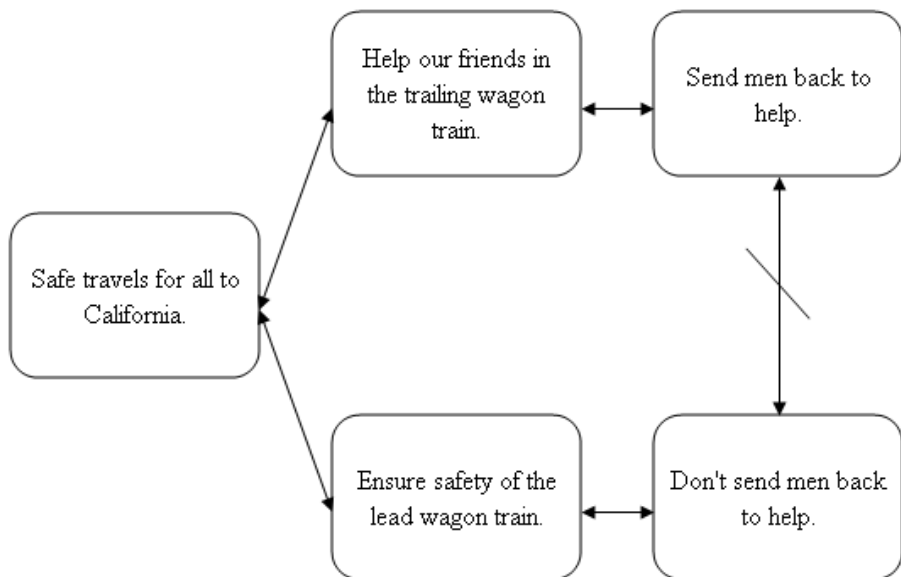 Help our friends in
the trailing wagon
train.
Send men back to
help.
Safe travels for all to
California.
Ensure safety of the
lead wagon train.
Don't send men back
to help.